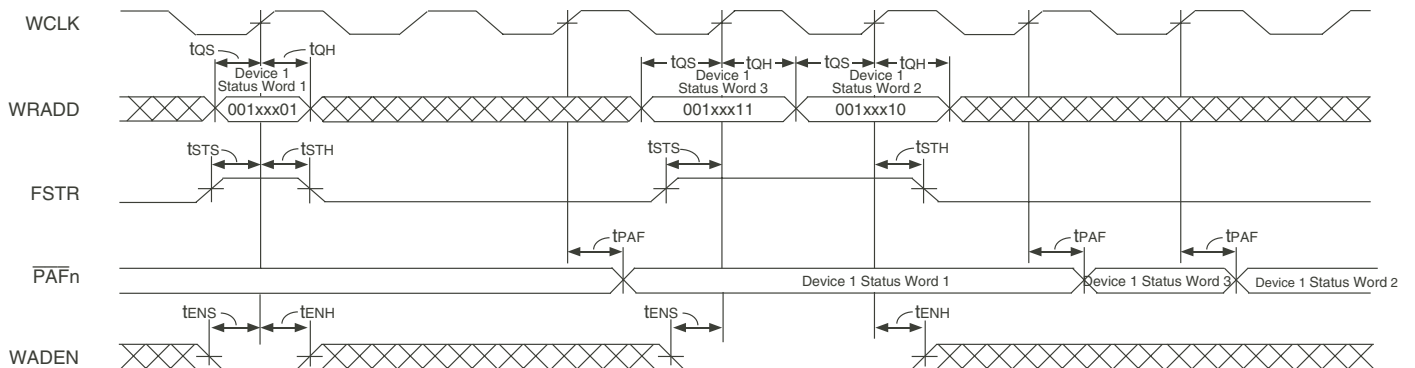 WCLK
tQS tQH tQS tQH tQS tQH
Device 1
Status Word 1
Device 1
Status Word 3
Device 1
Status Word 2
WRADD
001xxx01
001xxx11
001xxx10
tSTS tSTH tSTS tSTH
FSTR
tPAF tPAF tPAF
PAFn
Device 1 Status Word 1
Device 1 Status Word 3
Device 1 Status Word 2
tENS tENH tENS tENH
WADEN